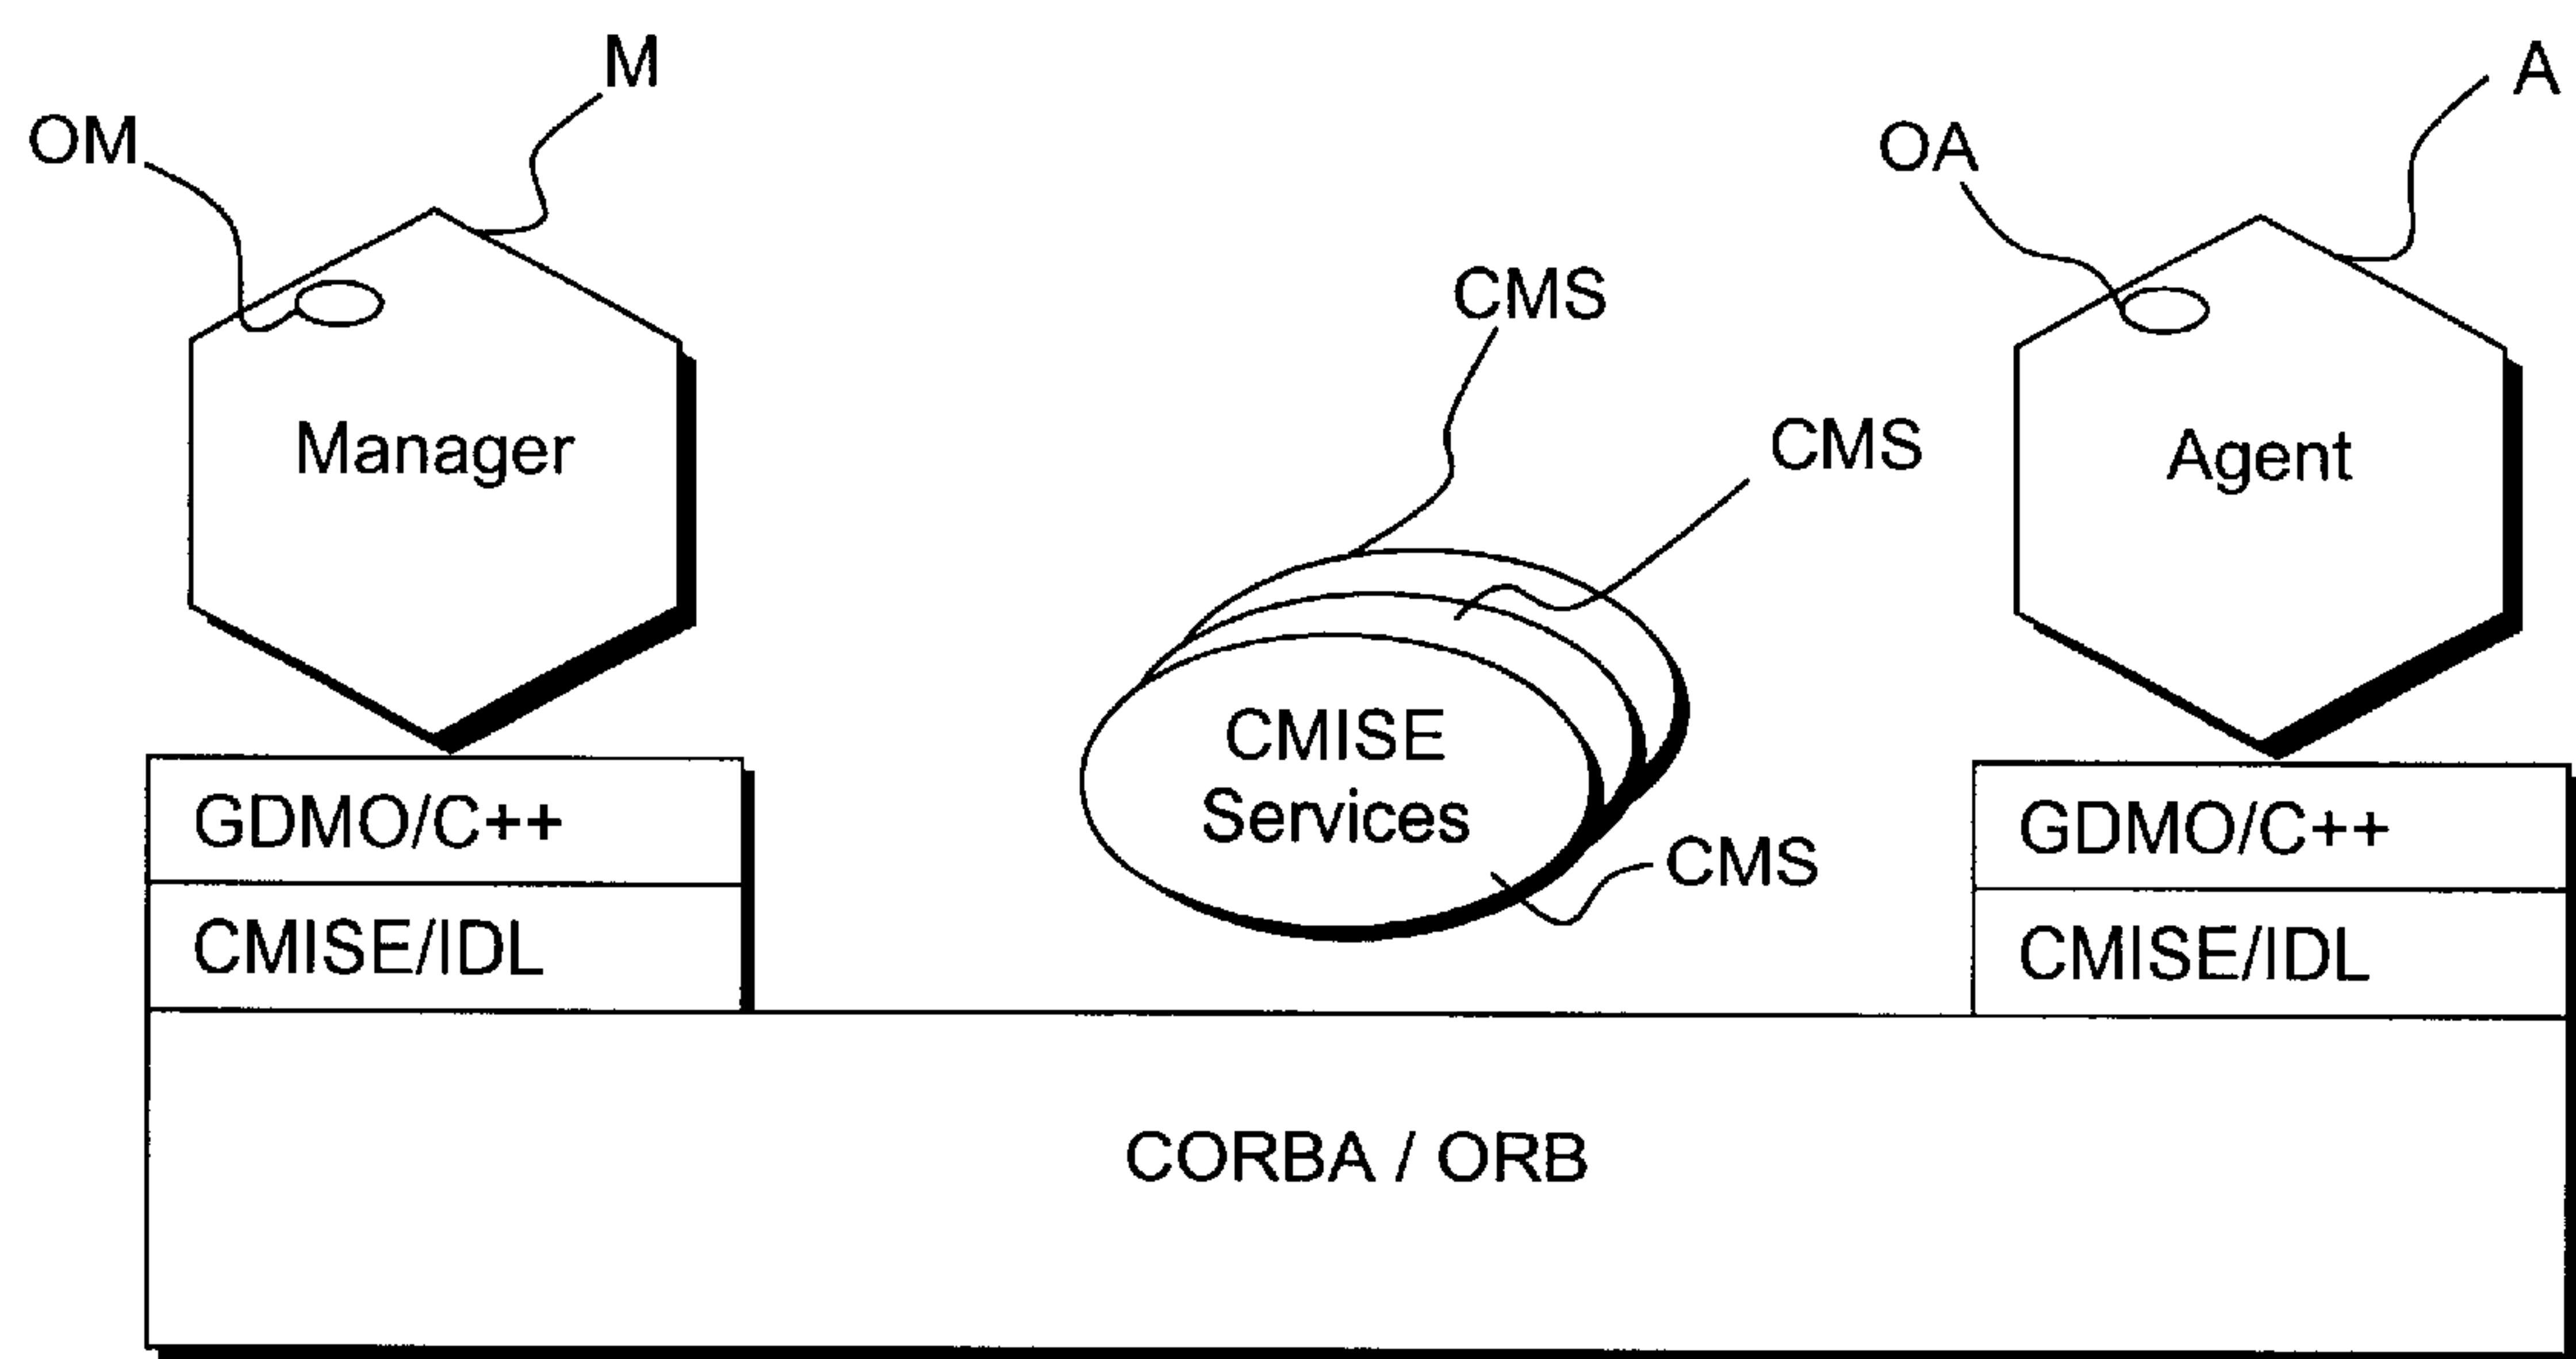 M
OM
A
OA
CMS
CMS
Manager
Agent
CMISE
Services
CMS
GDMO/C++
CMISE/IDL
GDMO/C++
CMISE/IDL
CORBA / ORB